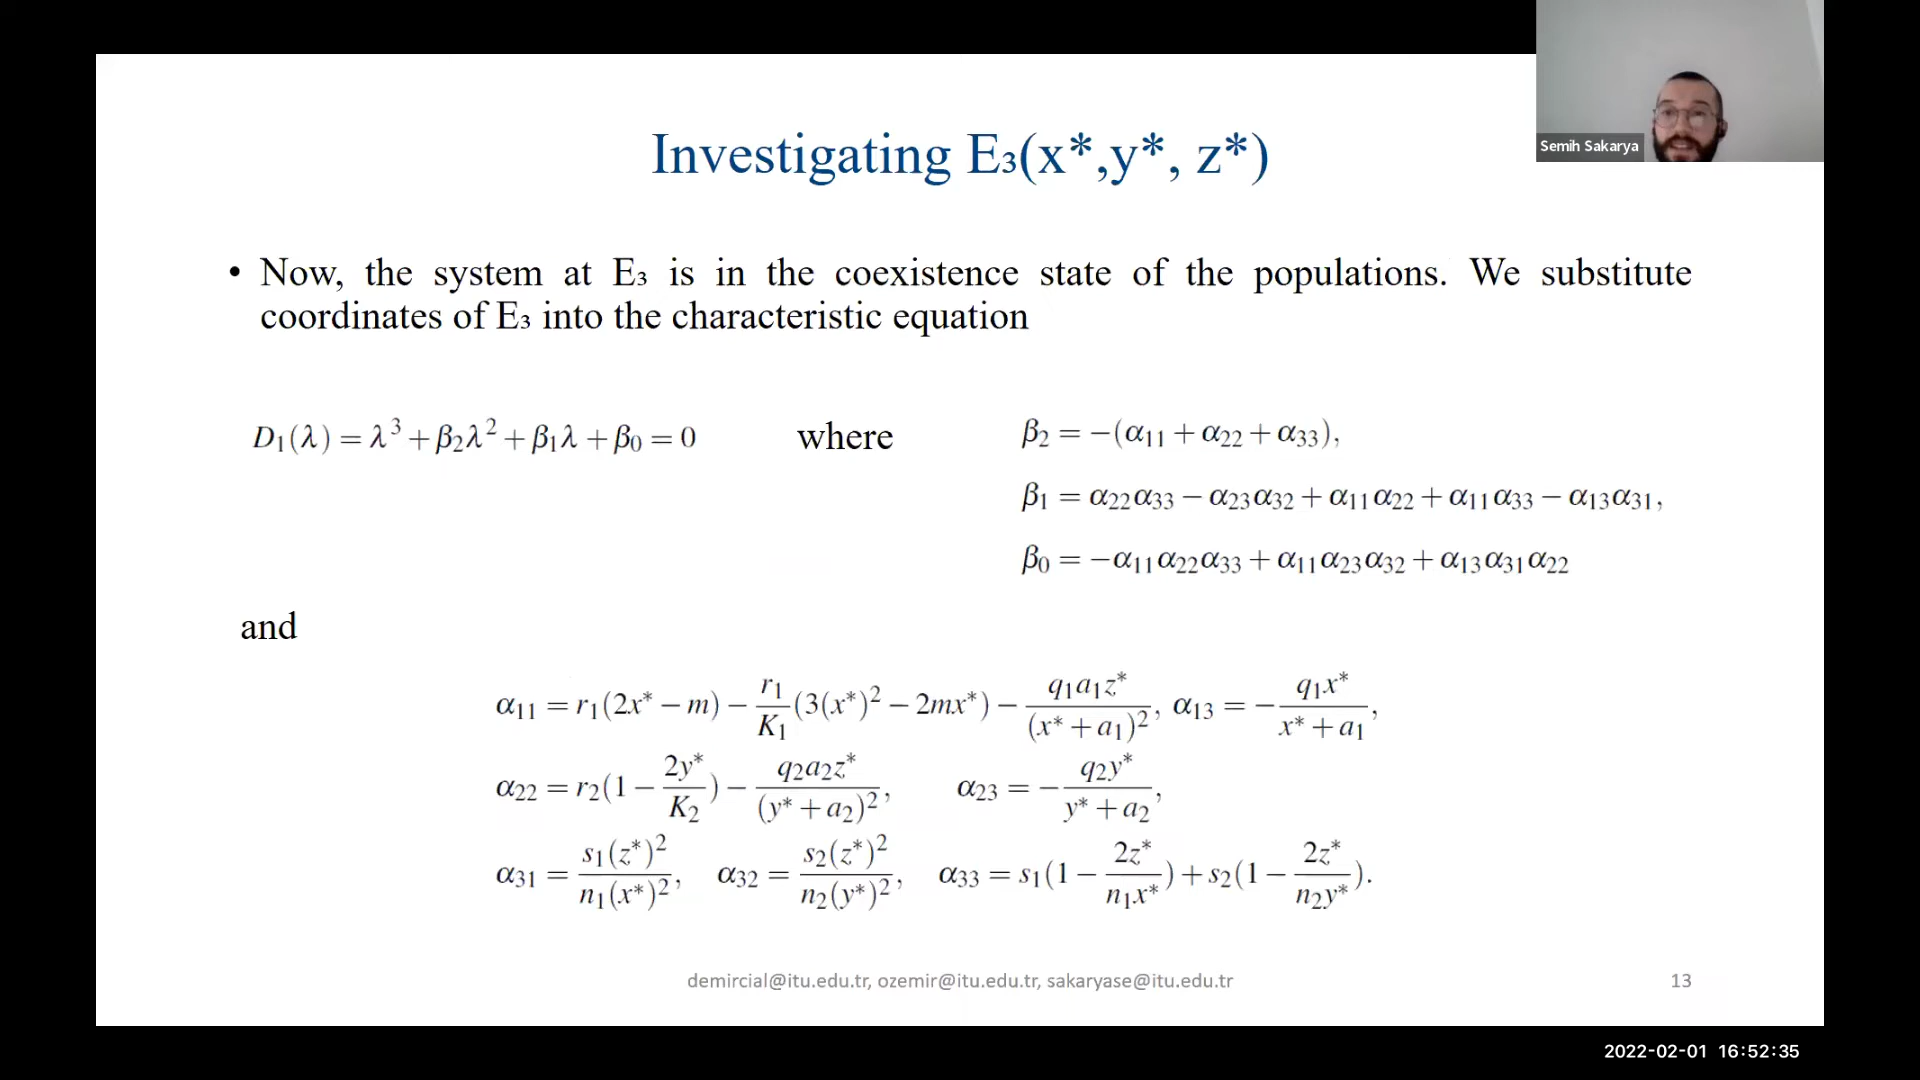 Semih Sakarya
Investigating E₃(x*,y*, z*)
• Now, the system at E₃ is in the coexistence state of the populations. We substitute
coordinates of E₃ into the characteristic equation
D₁(λ) = λ³ + β₂λ² + β₁λ + β₀ = 0 where β₂ = −(α₁₁ + α₂₂ + α₃₃),
β₁ = α₂₂α₃₃ − α₂₃α₃₂ + α₁₁α₂₂ + α₁₁α₃₃ − α₁₃α₃₁,
β₀ = −α₁₁α₂₂α₃₃ + α₁₁α₂₃α₃₂ + α₁₃α₃₁α₂₂
and
α₁₁ = r₁(2x* − m) − r₁/K₁ (3(x*)² − 2mx*) − q₁a₁z*/(x* + a₁)², α₁₃ = − q₁x*/(x* + a₁),
α₂₂ = r₂(1 − 2y*/K₂) − q₂a₂z*/(y* + a₂)², α₂₃ = − q₂y*/(y* + a₂),
α₃₁ = s₁(z*)²/n₁(x*)², α₃₂ = s₂(z*)²/n₂(y*)², α₃₃ = s₁(1 − 2z*/n₁x*) + s₂(1 − 2z*/n₂y*).
demircial@itu.edu.tr, ozemir@itu.edu.tr, sakaryase@itu.edu.tr 13
2022-02-01 16:52:35